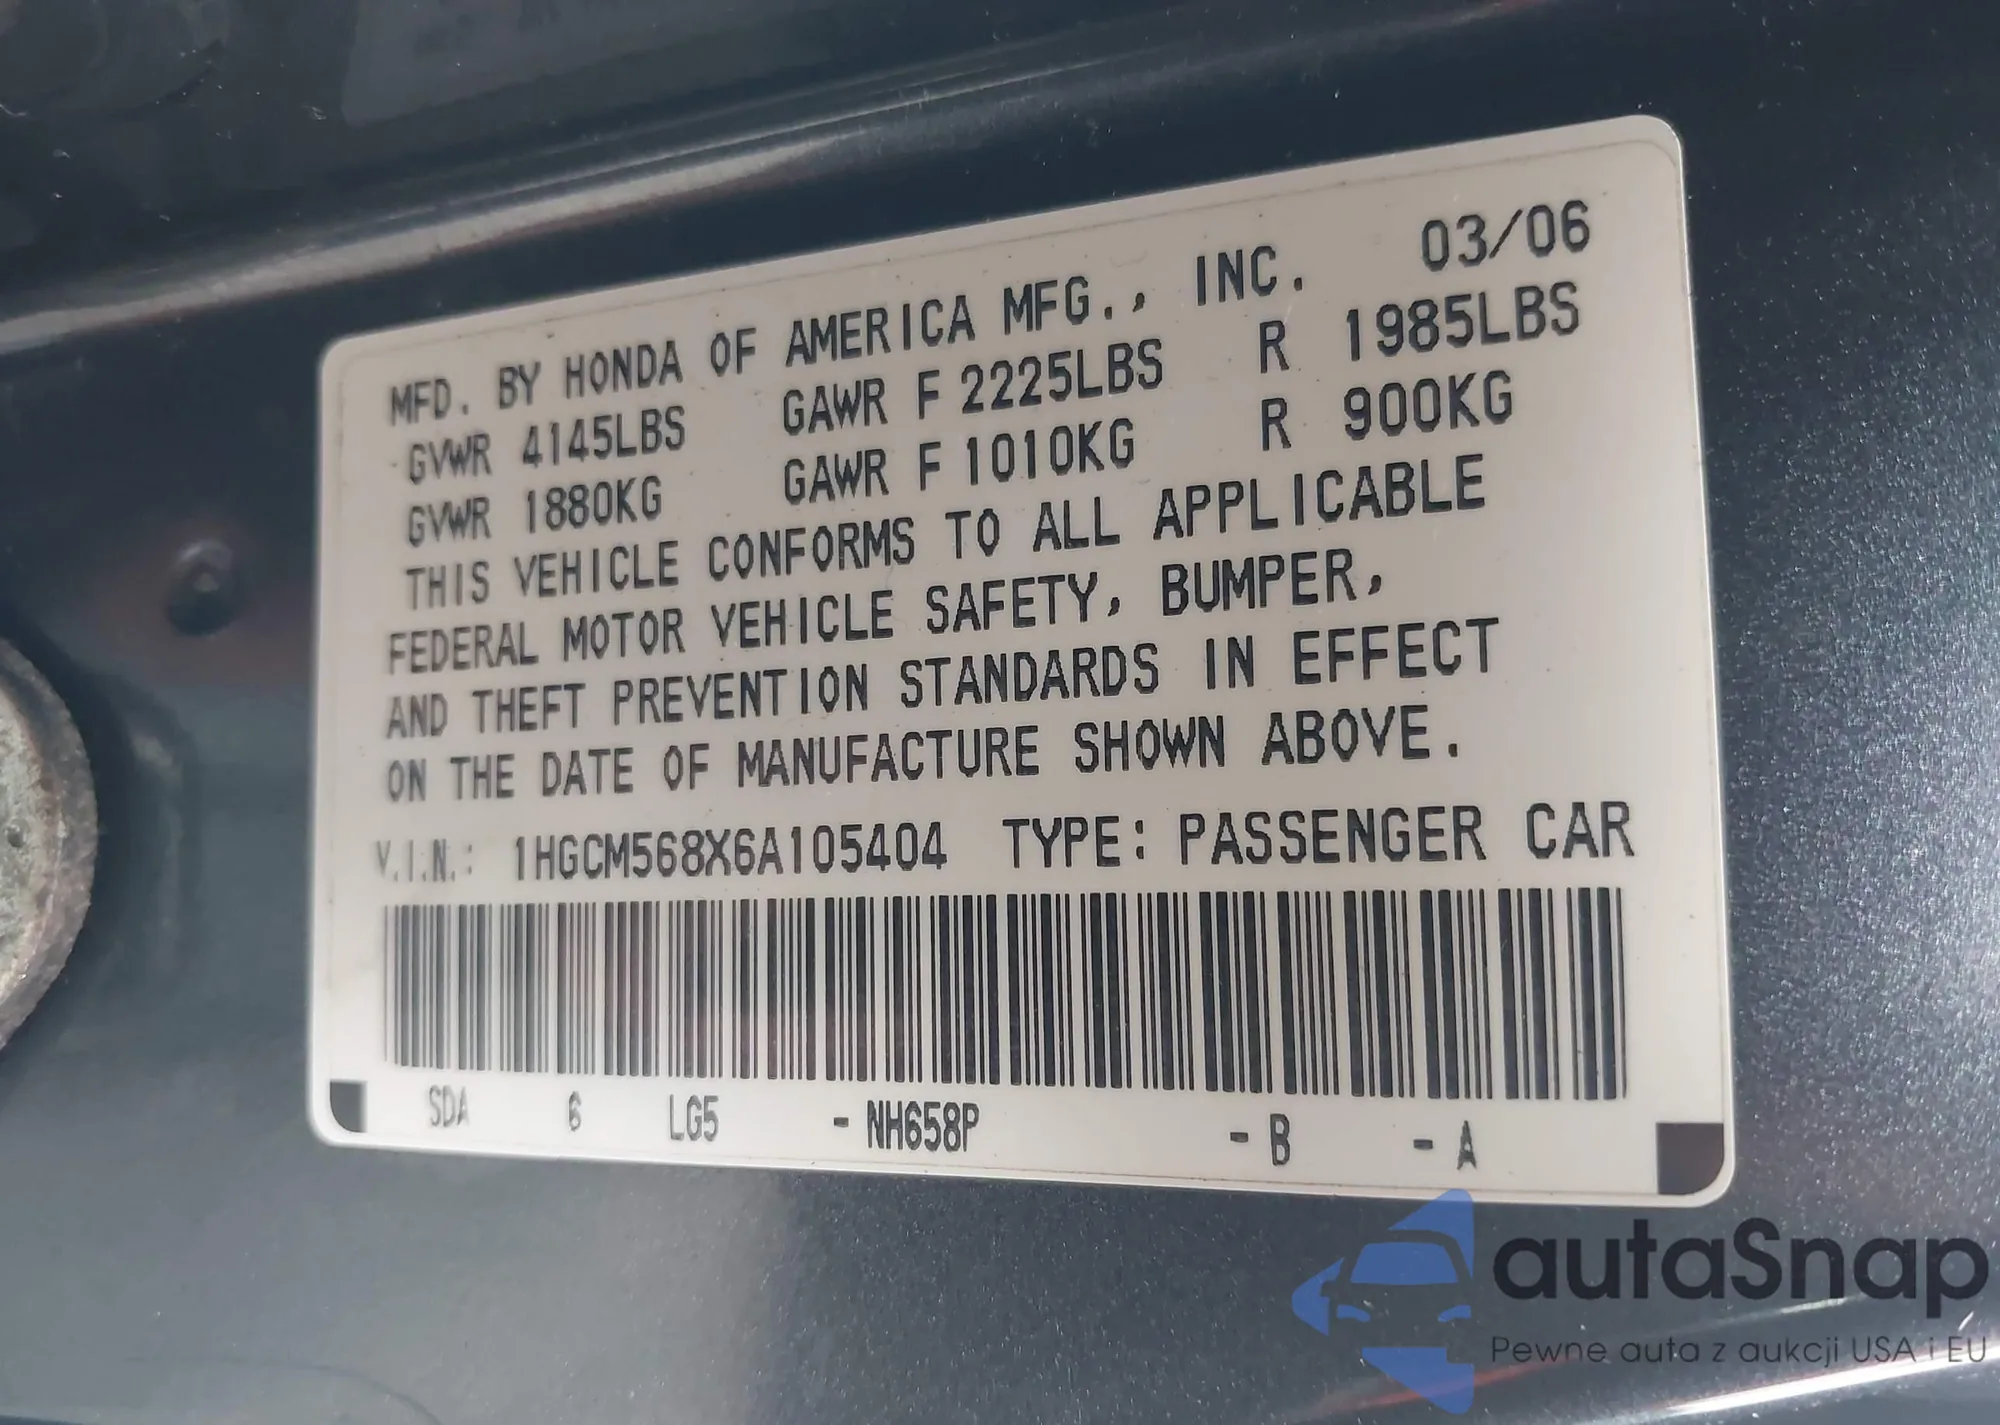 MFD. BY HONDA OF AMERICA MFG., INC. 03/06
GVWR 4145LBS GAWR F 2225LBS R 1985LBS
GVWR 1880KG GAWR F 1010KG R 900KG
THIS VEHICLE CONFORMS TO ALL APPLICABLE
FEDERAL MOTOR VEHICLE SAFETY, BUMPER,
AND THEFT PREVENTION STANDARDS IN EFFECT
ON THE DATE OF MANUFACTURE SHOWN ABOVE.
V.I.N.: 1HGCM568X6A105404 TYPE: PASSENGER CAR
SDA 6 LG5 - NH658P - B - A
autaSnap
Pewne auta z aukcji USA i EU